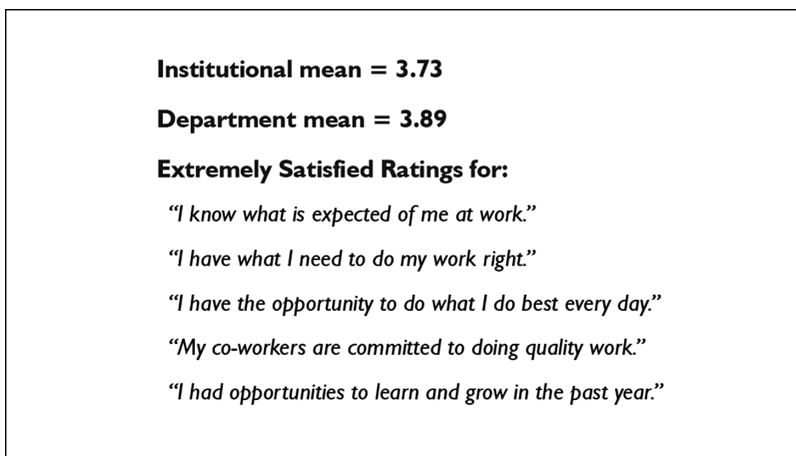 Institutional mean = 3.73
Department mean = 3.89
Extremely Satisfied Ratings for:
“I know what is expected of me at work.”
“I have what I need to do my work right.”
“I have the opportunity to do what I do best every day.”
“My co-workers are committed to doing quality work.”
“I had opportunities to learn and grow in the past year.”